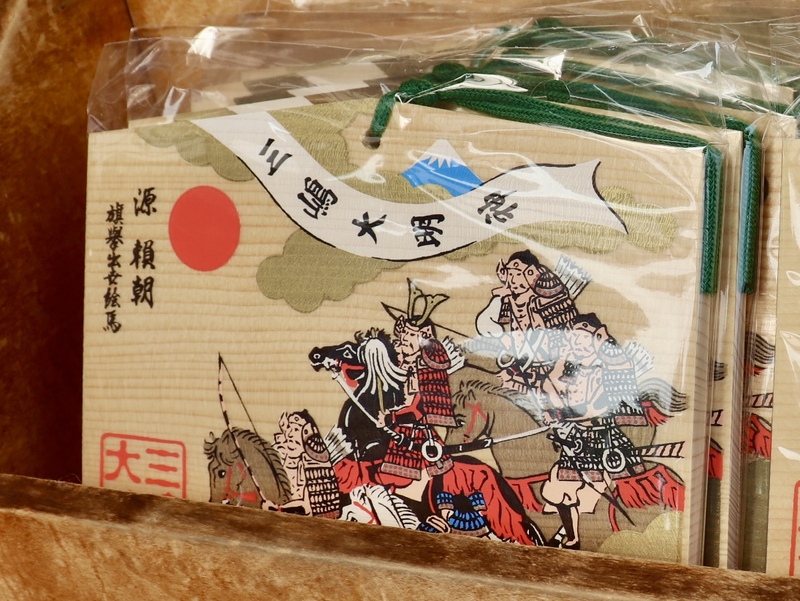 三嶋大明神
源頼朝
旗挙出世絵馬
三
大